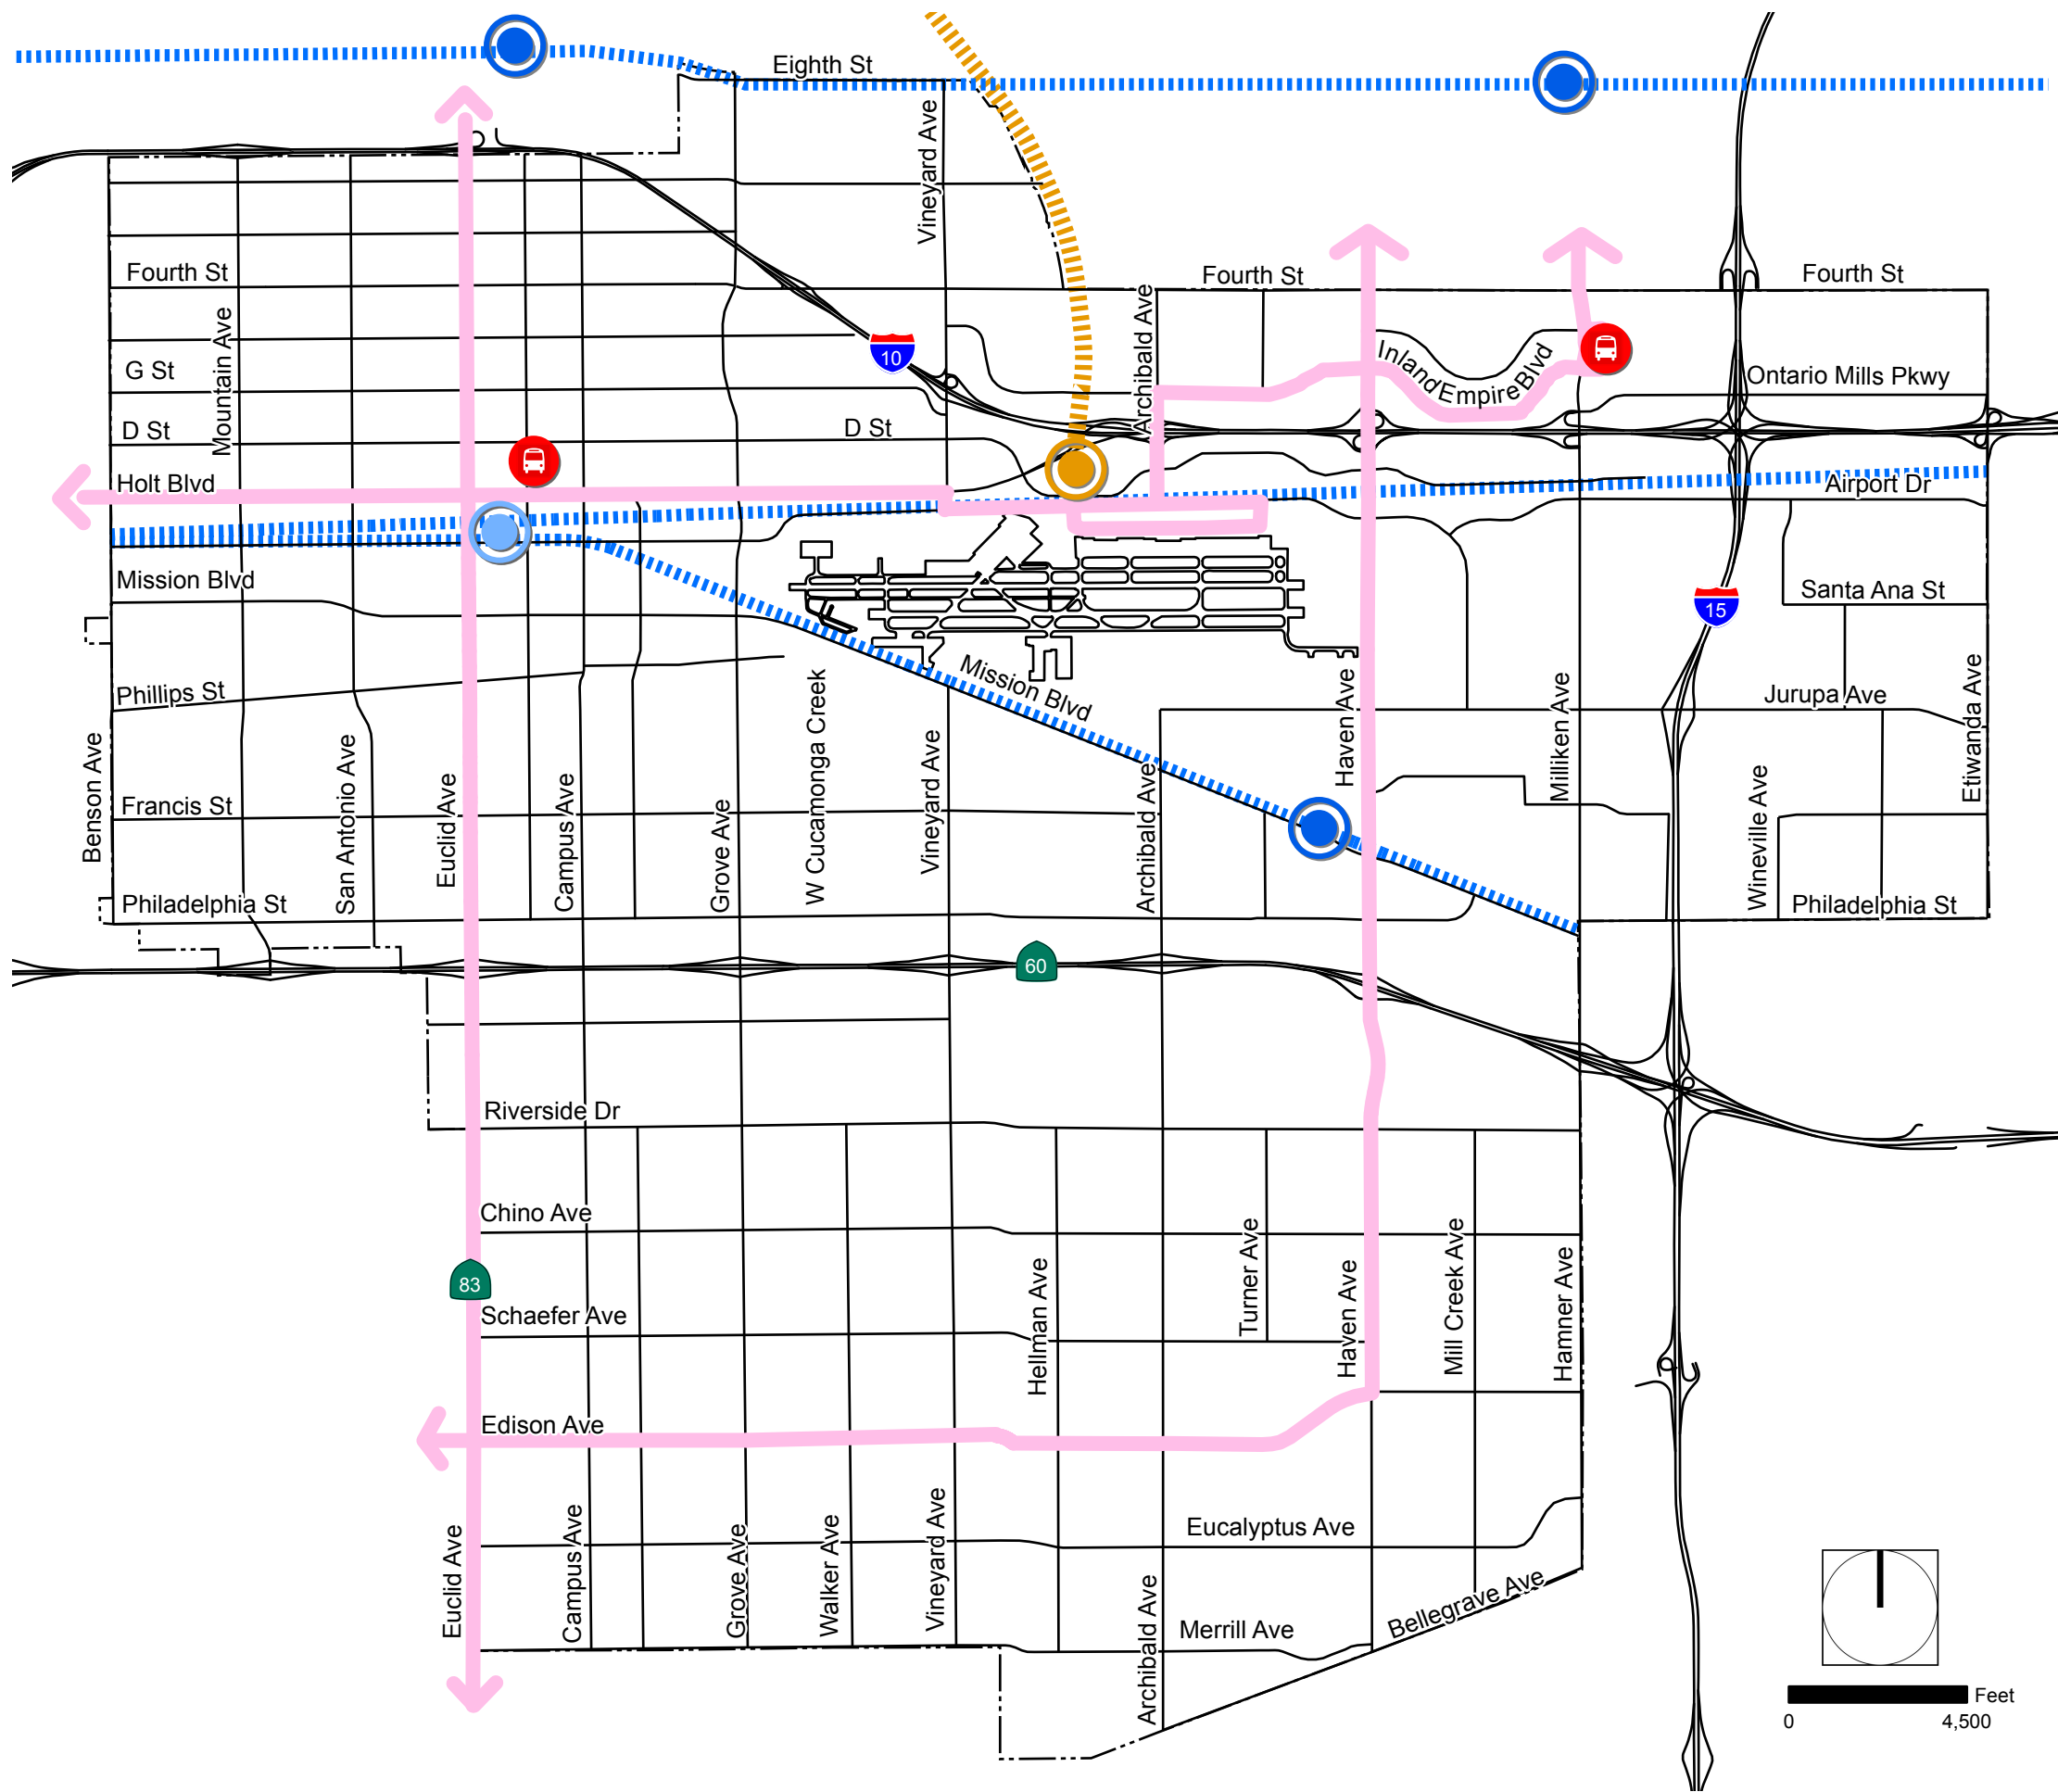 Eighth St
Vineyard Ave
Fourth St
Fourth St
Fourth St
Mountain Ave
Archibald Ave
10
Inland Empire Blvd
G St
Ontario Mills Pkwy
D St
D St
Holt Blvd
Airport Dr
Mission Blvd
Santa Ana St
15
Mission Blvd
Phillips St
Jurupa Ave
Benson Ave
San Antonio Ave
Euclid Ave
Campus Ave
Grove Ave
W Cucamonga Creek
Vineyard Ave
Archibald Ave
Haven Ave
Milliken Ave
Wineville Ave
Etiwanda Ave
Francis St
Philadelphia St
Philadelphia St
60
Riverside Dr
Chino Ave
83
Schaefer Ave
Hellman Ave
Turner Ave
Haven Ave
Mill Creek Ave
Hamner Ave
Edison Ave
Euclid Ave
Campus Ave
Grove Ave
Walker Ave
Vineyard Ave
Archibald Ave
Eucalyptus Ave
Merrill Ave
Bellegrave Ave
Feet
0 4,500